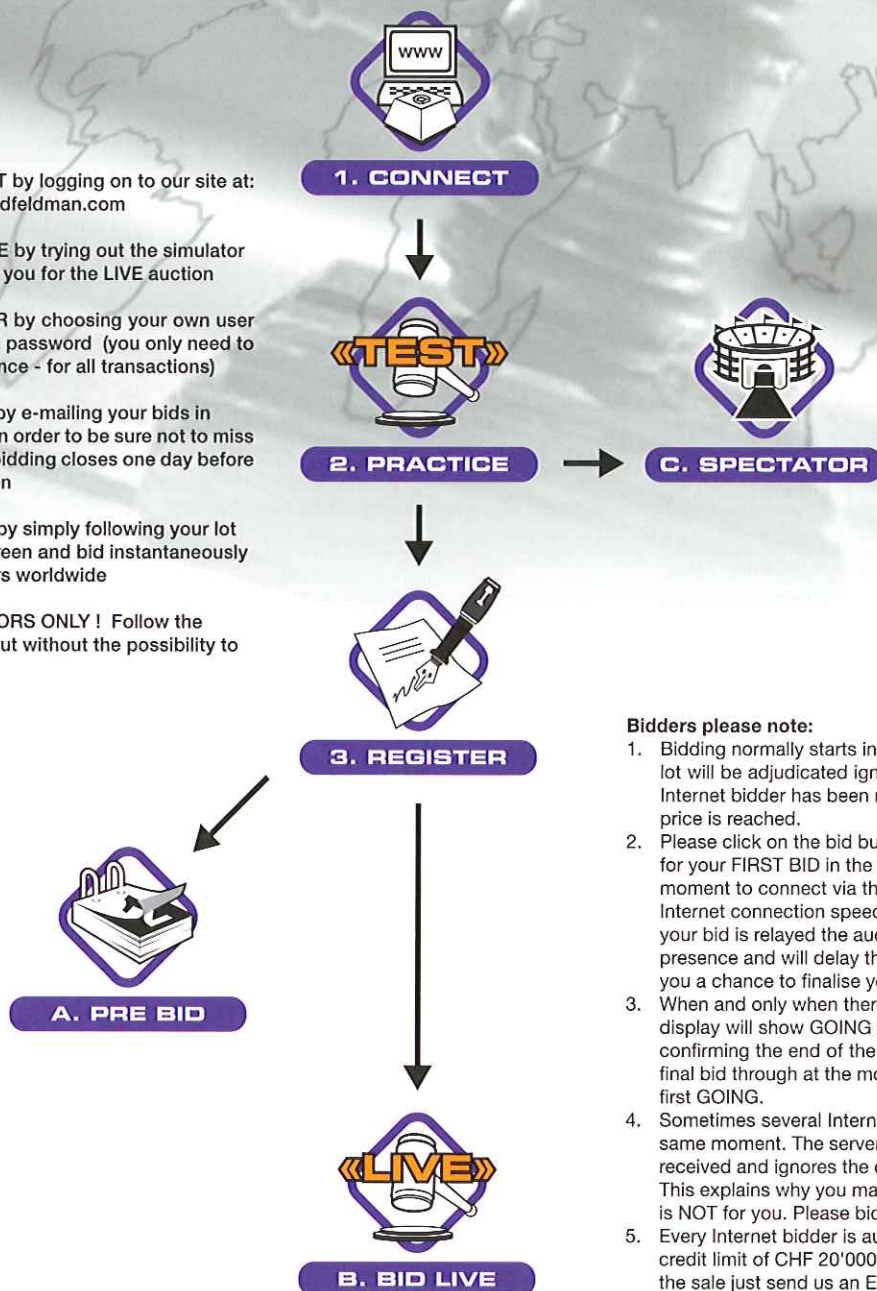 www
@
1. CONNECT
T by logging on to our site at:
dfeldman.com
E by trying out the simulator
you for the LIVE auction
R by choosing your own user
password (you only need to
nce - for all transactions)
by e-mailing your bids in
n order to be sure not to miss
bidding closes one day before
n
by simply following your lot
een and bid instantaneously
rs worldwide
ORS ONLY ! Follow the
ut without the possibility to
«TEST»
2. PRACTICE
C. SPECTATOR
3. REGISTER
A. PRE BID
«LIVE»
B. BID LIVE
Bidders please note:
1. Bidding normally starts in
lot will be adjudicated ign
Internet bidder has been r
price is reached.
2. Please click on the bid bu
for your FIRST BID in the
moment to connect via th
Internet connection speed
your bid is relayed the auc
presence and will delay th
you a chance to finalise yo
3. When and only when ther
display will show GOING
confirming the end of the
final bid through at the mo
first GOING.
4. Sometimes several Intern
same moment. The server
received and ignores the e
This explains why you ma
is NOT for you. Please bid
5. Every Internet bidder is au
credit limit of CHF 20'000
the sale just send us an E